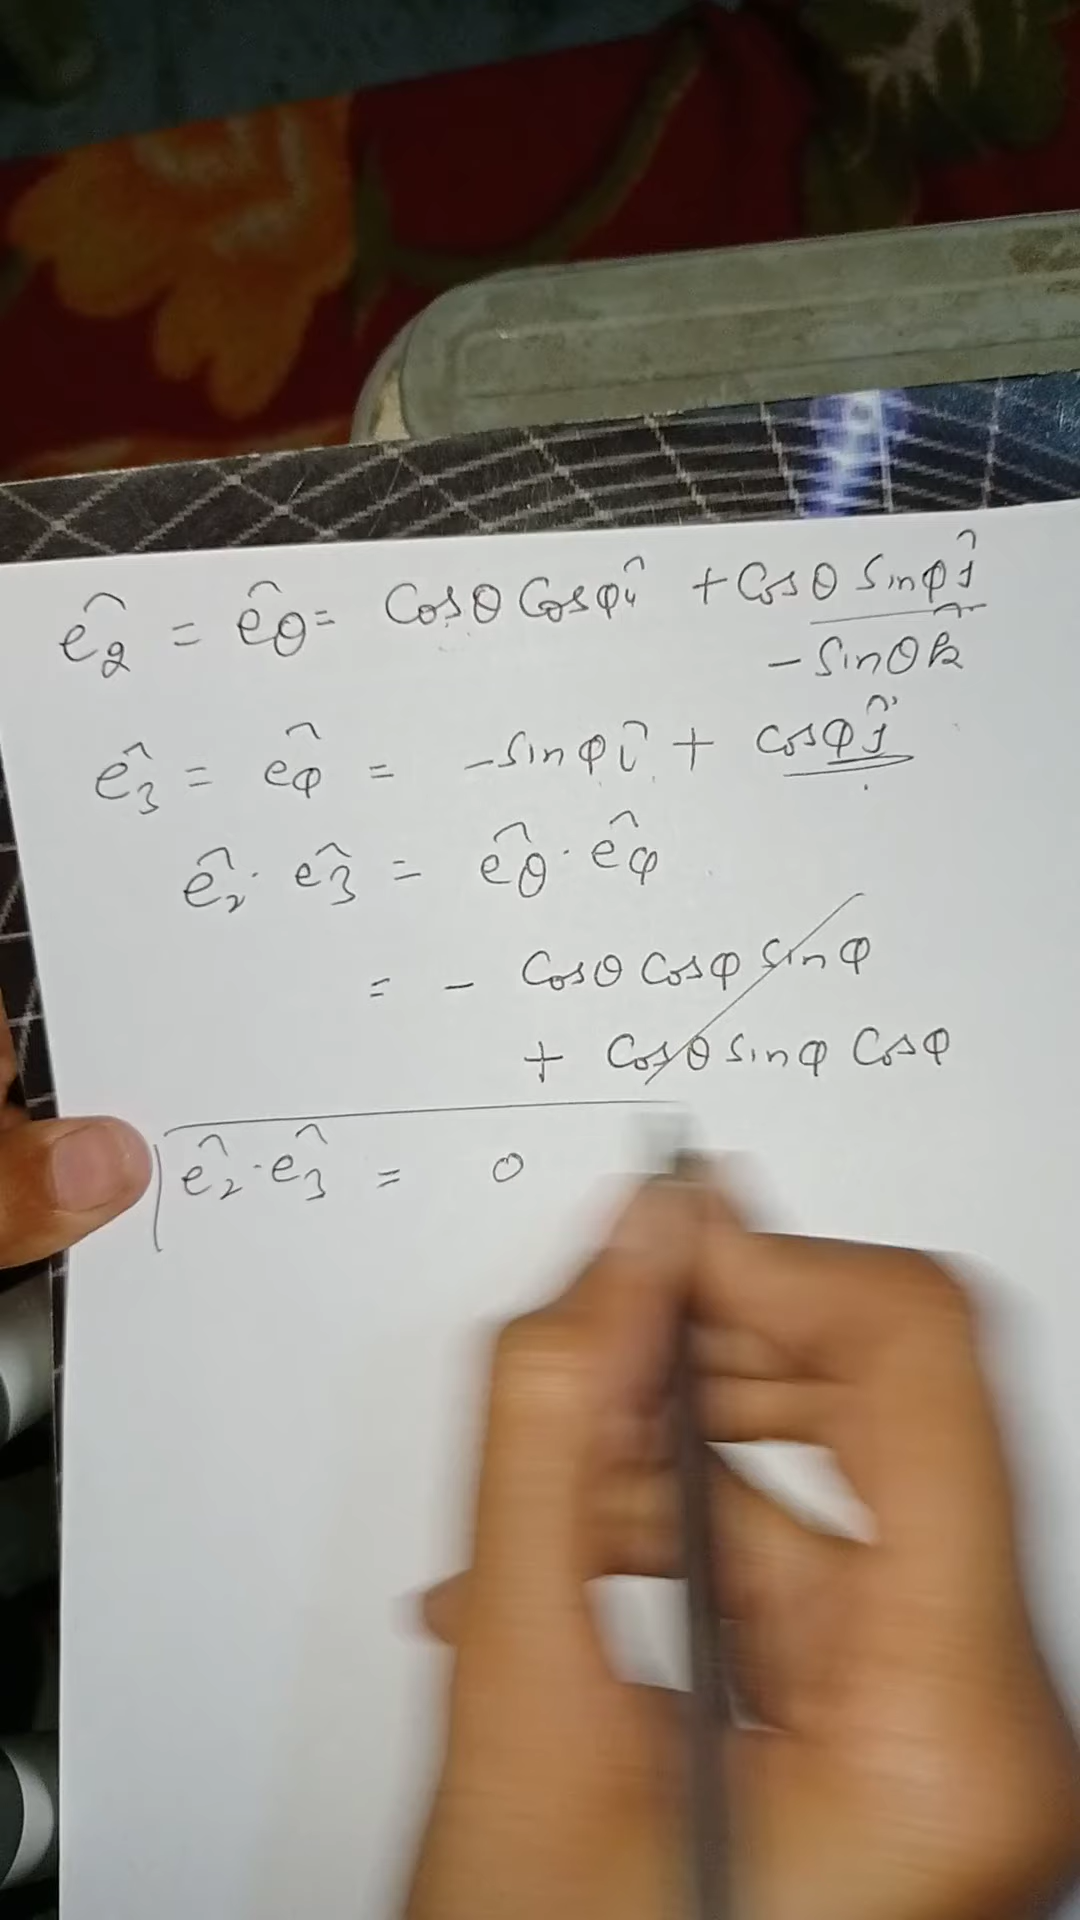 ê₂ = ê_θ = Cosθ Cosφ î + Cosθ Sinφ ĵ
- Sinθ k̂
ê₃ = ê_φ = - Sinφ î + Cosφ ĵ
ê₂ · ê₃ = ê_θ · ê_φ
= - Cosθ Cosφ Sinφ
+ Cosθ Sinφ Cosφ
ê₂ · ê₃ = 0